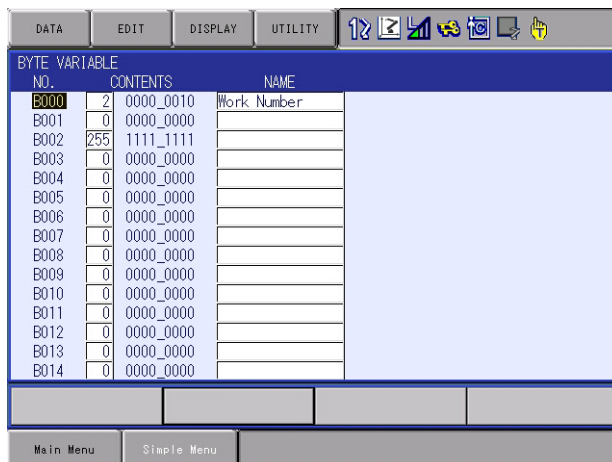 DATA EDIT DISPLAY UTILITY
BYTE VARIABLE
NO. CONTENTS NAME
B000 2 0000_0010 Work Number
B001 0 0000_0000
B002 255 1111_1111
B003 0 0000_0000
B004 0 0000_0000
B005 0 0000_0000
B006 0 0000_0000
B007 0 0000_0000
B008 0 0000_0000
B009 0 0000_0000
B010 0 0000_0000
B011 0 0000_0000
B012 0 0000_0000
B013 0 0000_0000
B014 0 0000_0000
Main Menu Simple Menu